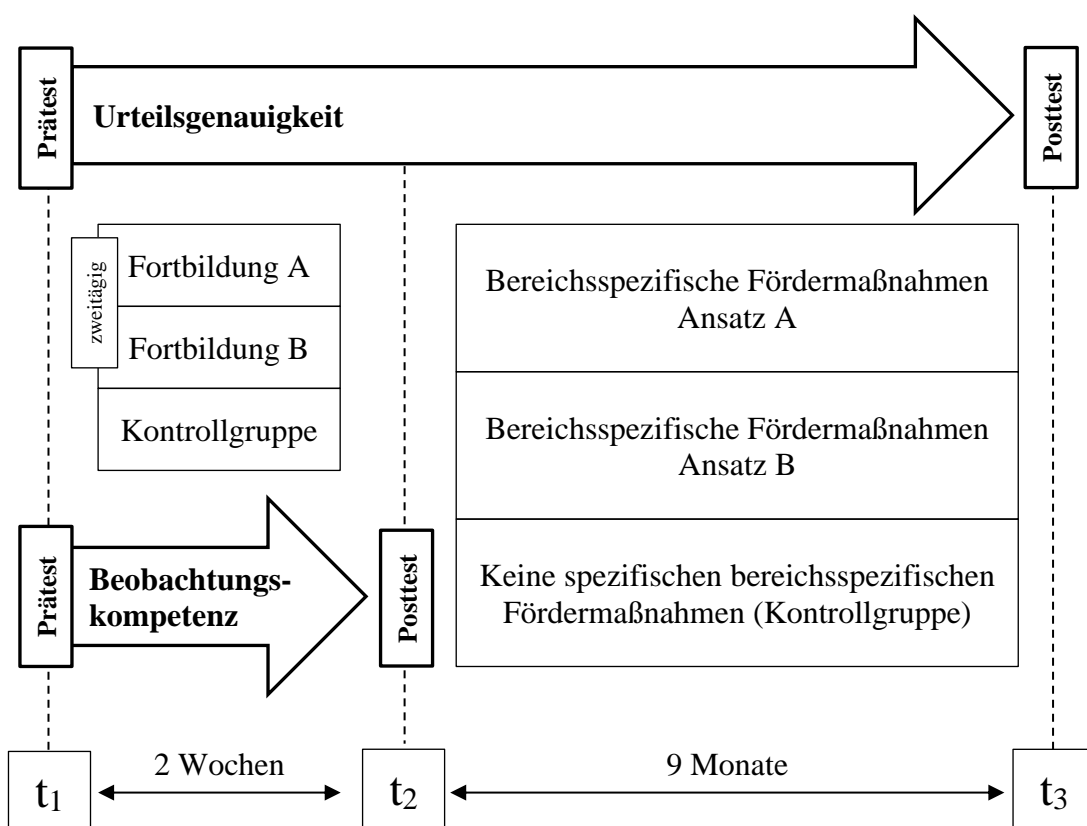 Prätest
Urteilsgenauigkeit
Posttest
zweitägig
Fortbildung A
Fortbildung B
Kontrollgruppe
Bereichsspezifische Fördermaßnahmen
Ansatz A
Bereichsspezifische Fördermaßnahmen
Ansatz B
Keine spezifischen bereichsspezifischen
Fördermaßnahmen (Kontrollgruppe)
Prätest
Beobachtungs-
kompetenz
Posttest
t₁
2 Wochen
t₂
9 Monate
t₃